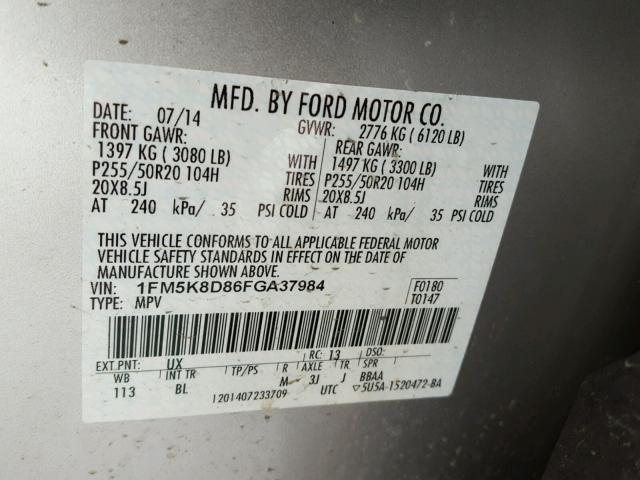 MFD. BY FORD MOTOR CO.
DATE: 07/14 GVWR: 2776 KG ( 6120 LB)
FRONT GAWR: REAR GAWR:
1397 KG ( 3080 LB) WITH 1497 KG ( 3300 LB) WITH
P255/50R20 104H TIRES P255/50R20 104H TIRES
20X8.5J RIMS 20X8.5J RIMS
AT 240 kPa/ 35 PSI COLD AT 240 kPa/ 35 PSI COLD
THIS VEHICLE CONFORMS TO ALL APPLICABLE FEDERAL MOTOR
VEHICLE SAFETY STANDARDS IN EFFECT ON THE DATE OF
MANUFACTURE SHOWN ABOVE.
VIN: 1FM5K8D86FGA37984 F0180
TYPE: MPV T0147
EXT PNT: UX RC: 13 DSO:
WB INT TR TP/PS R AXLE TR SPR
113 BL M 3J J BBAA
1201407233709 UTC ▽5U5A-1520472-BA